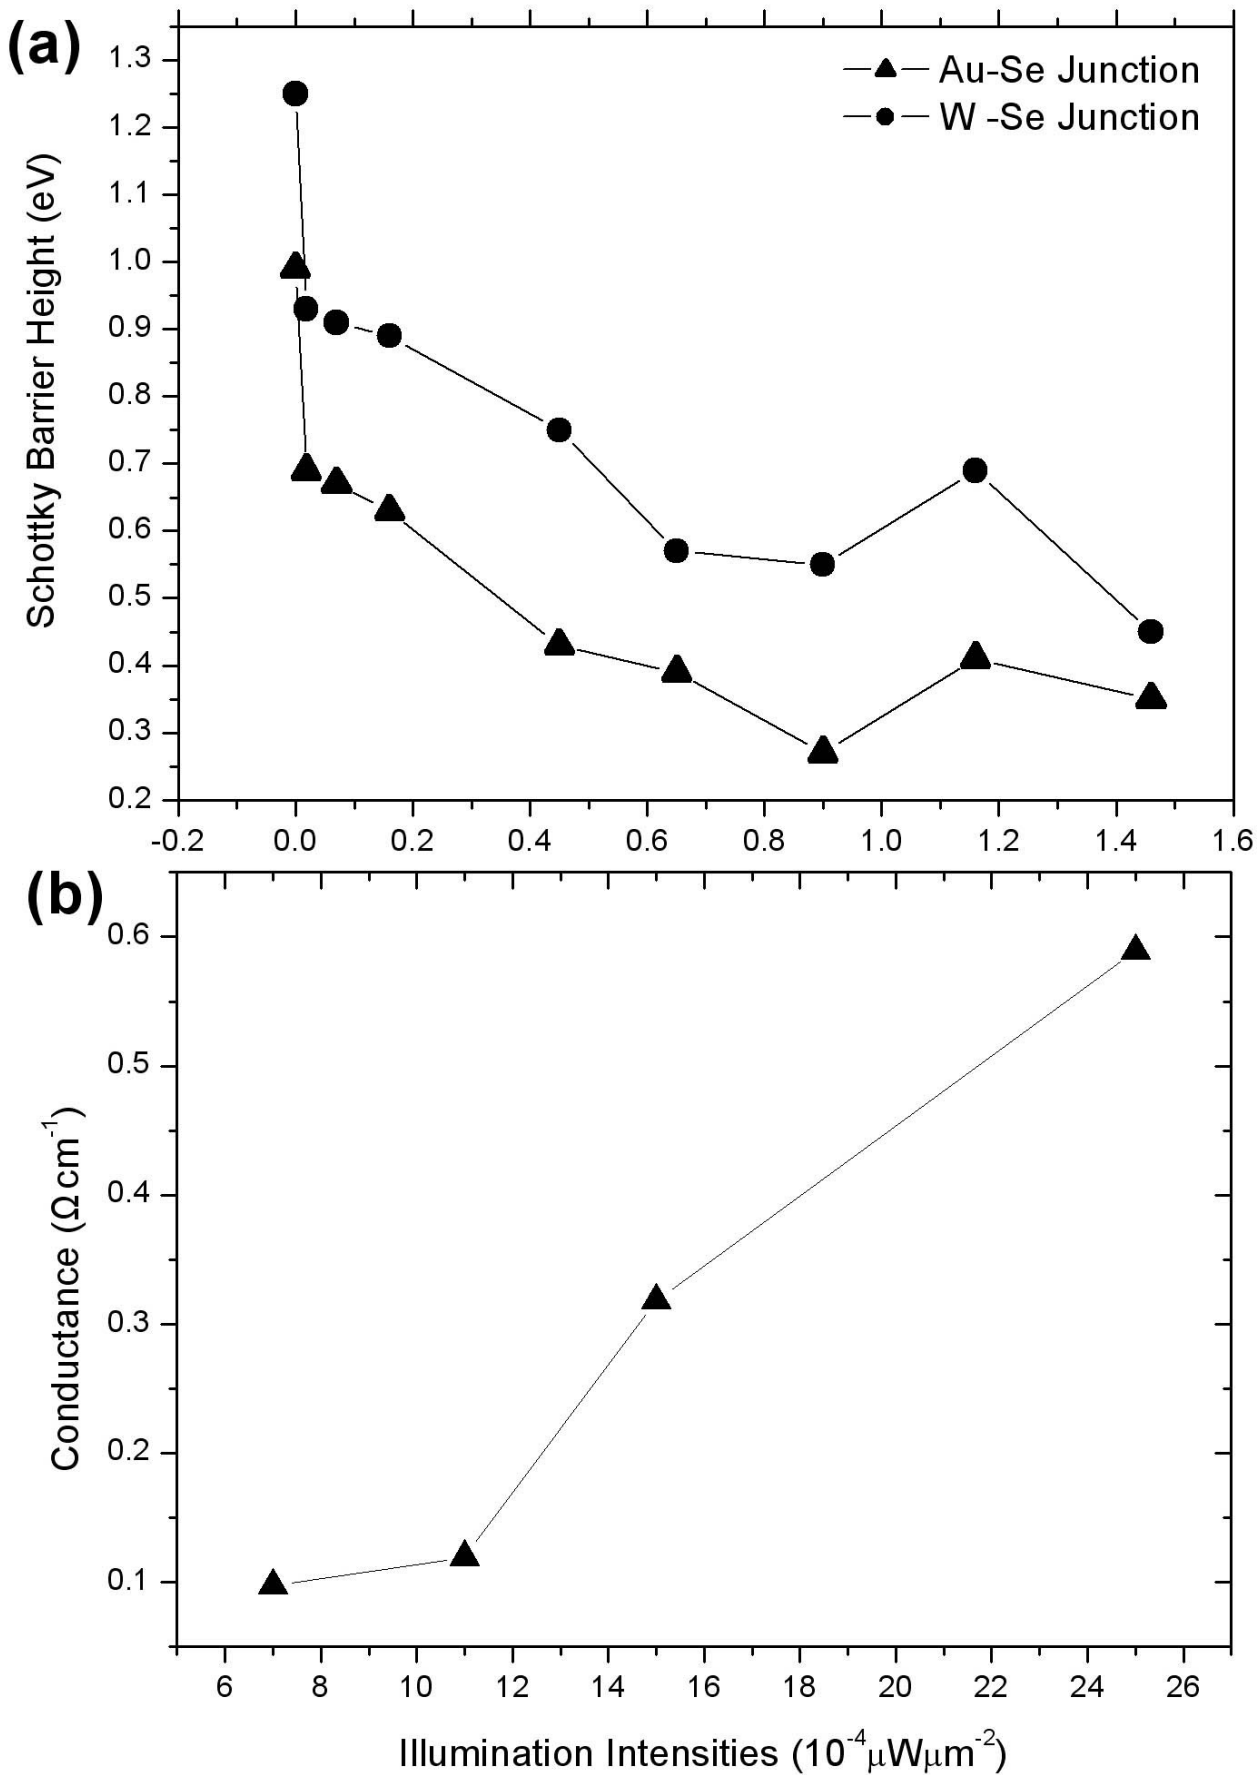 (a)
Au-Se Junction
W -Se Junction
Schottky Barrier Height (eV)
1.3
1.2
1.1
1.0
0.9
0.8
0.7
0.6
0.5
0.4
0.3
0.2
-0.2 0.0 0.2 0.4 0.6 0.8 1.0 1.2 1.4 1.6
(b)
Conductance (Ω cm⁻¹)
0.6
0.5
0.4
0.3
0.2
0.1
6 8 10 12 14 16 18 20 22 24 26
Illumination Intensities (10⁻⁴μWμm⁻²)